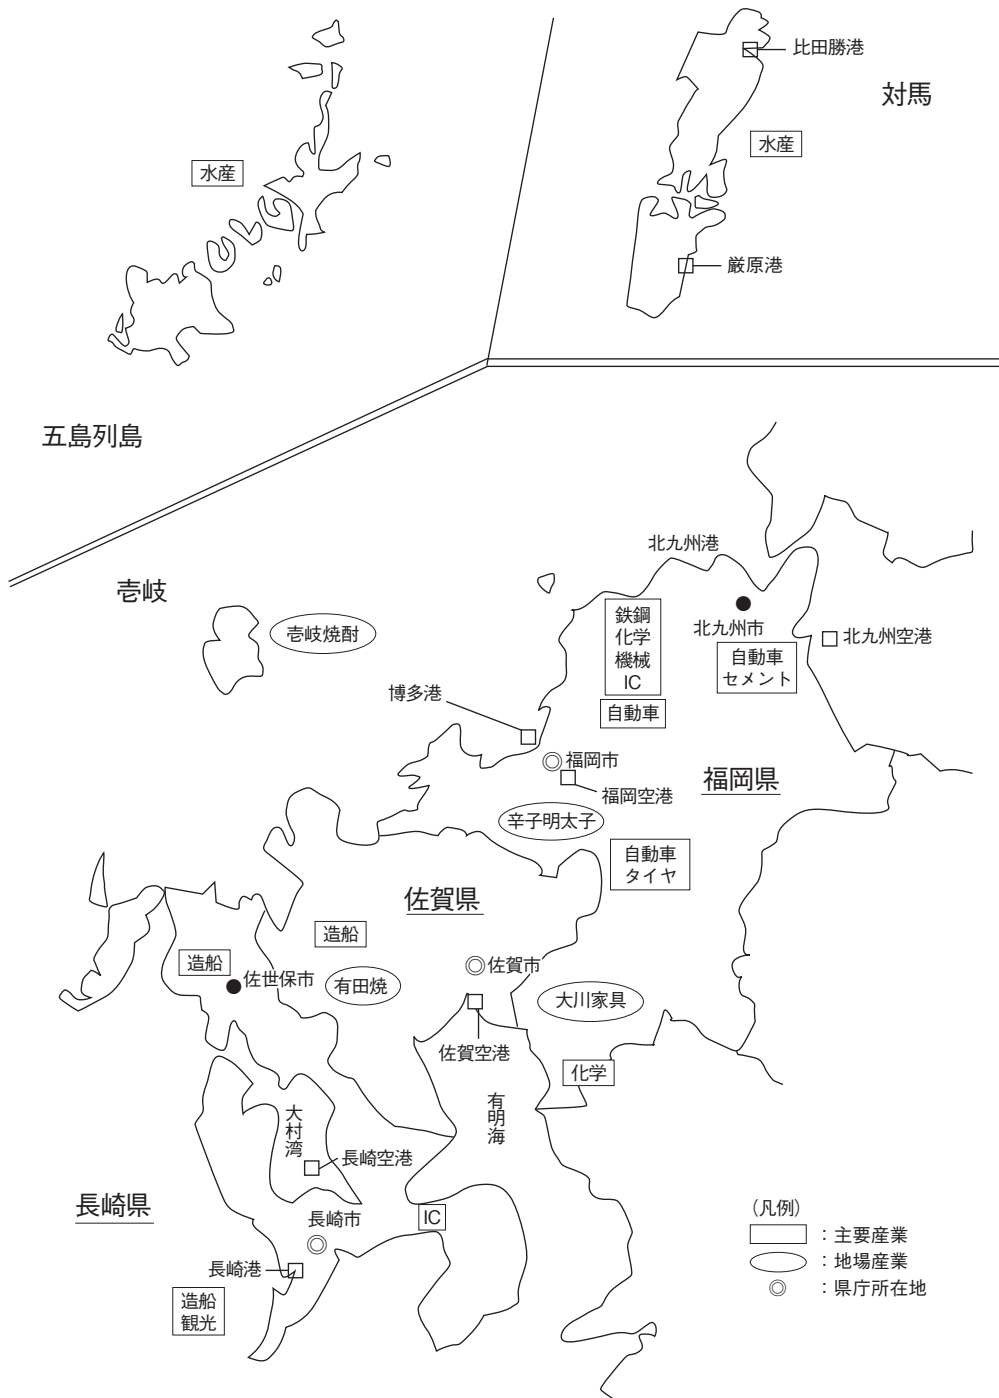 比田勝港
対馬
水産
水産
厳原港
五島列島
北九州港
壱岐
壱岐焼酎
鉄鋼
化学
機械
IC
北九州市
北九州空港
自動車
セメント
博多港
自動車
福岡市
福岡県
福岡空港
辛子明太子
自動車
タイヤ
佐賀県
造船
造船
佐世保市
有田焼
佐賀市
大川家具
佐賀空港
化学
有明海
大村湾
長崎空港
長崎県
長崎市
IC
長崎港
造船
観光
(凡例)
:主要産業
:地場産業
:県庁所在地